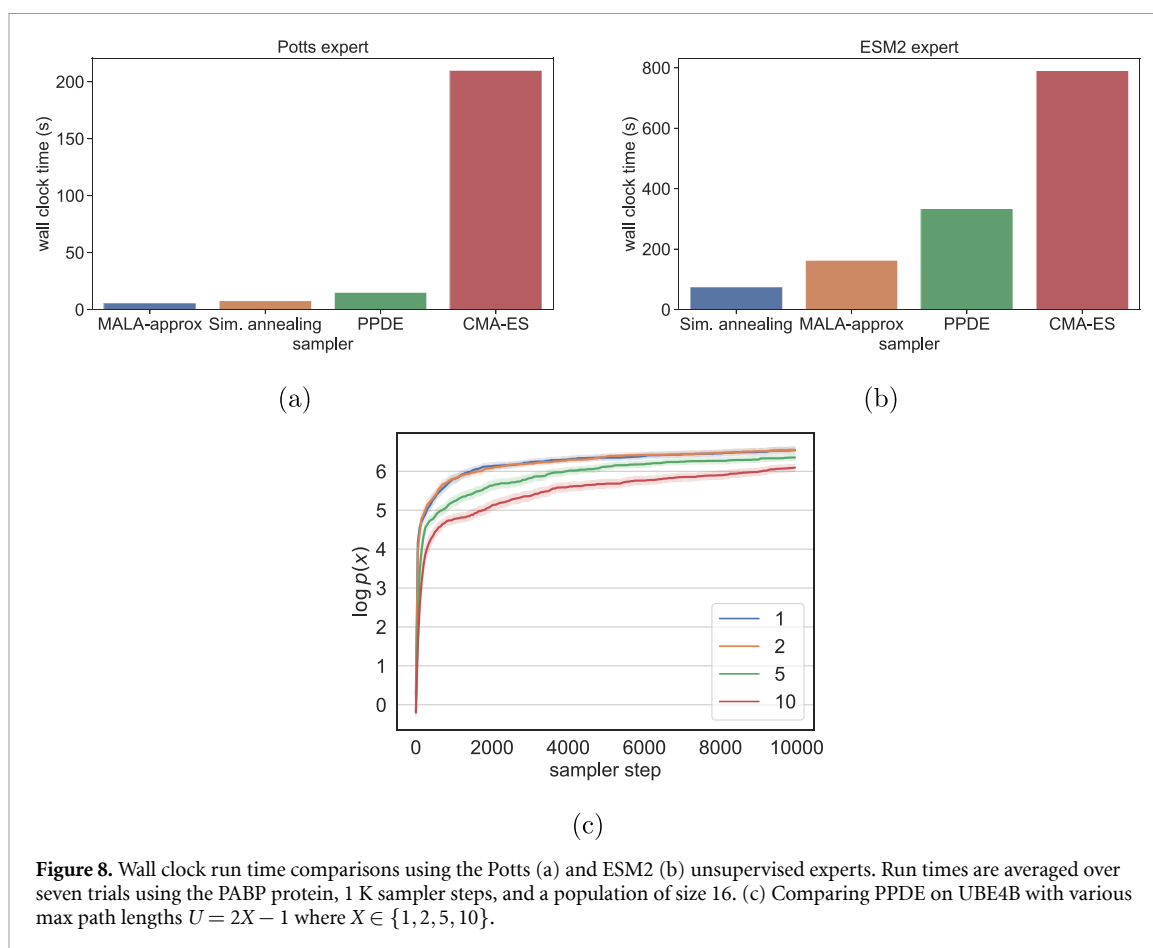 Potts expert
200
150
100
50
0
wall clock time (s)
MALA-approx Sim. annealing PPDE CMA-ES
sampler
(a)
ESM2 expert
800
600
400
200
0
wall clock time (s)
Sim. annealing MALA-approx PPDE CMA-ES
sampler
(b)
6
5
4
3
2
1
0
log p(x)
1
2
5
10
0 2000 4000 6000 8000 10000
sampler step
(c)
Figure 8. Wall clock run time comparisons using the Potts (a) and ESM2 (b) unsupervised experts. Run times are averaged over
seven trials using the PABP protein, 1 K sampler steps, and a population of size 16. (c) Comparing PPDE on UBE4B with various
max path lengths U = 2X − 1 where X ∈ {1, 2, 5, 10}.